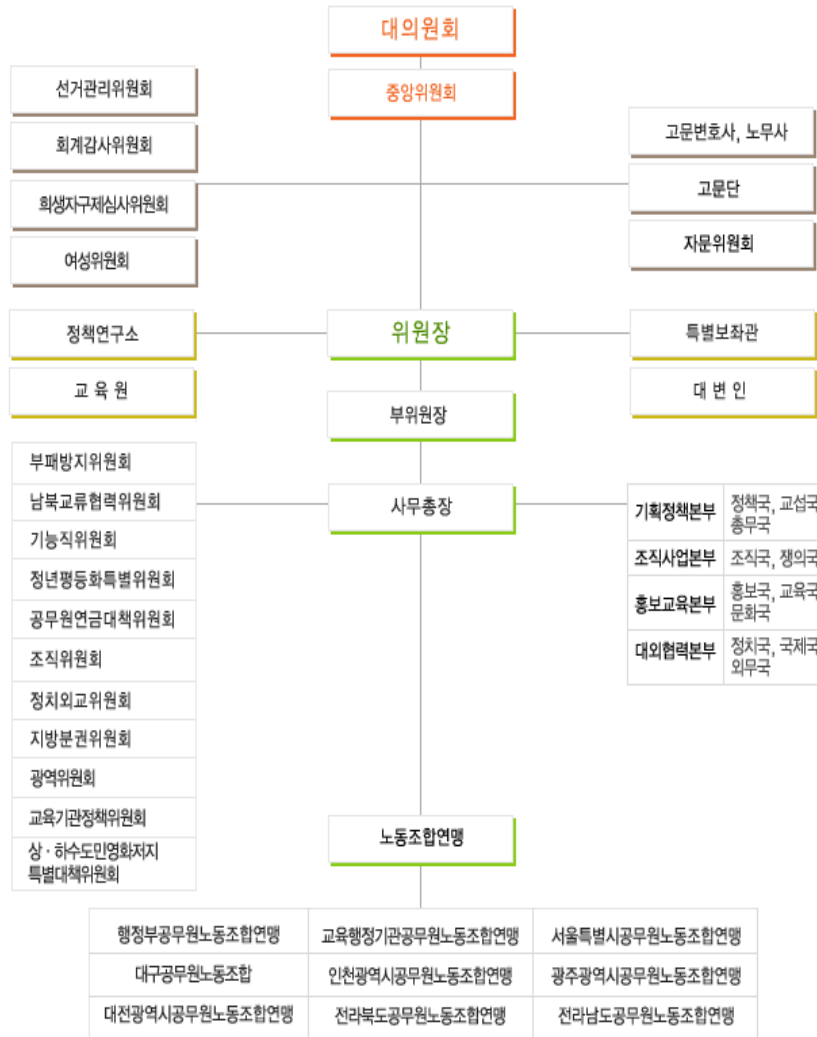 대의원회
중앙위원회
선거관리위원회
회계감사위원회
희생자구제심사위원회
여성위원회
고문변호사, 노무사
고문단
자문위원회
정책연구소
위원장
특별보좌관
교 육 원
부위원장
대 변 인
부패방지위원회
남북교류협력위원회
기능직위원회
정년평등화특별위원회
공무원연금대책위원회
조직위원회
정치외교위원회
지방분권위원회
광역위원회
교육기관정책위원회
상 · 하수도민영화저지
특별대책위원회
사무총장
기획정책본부 정책국, 교섭국
총무국
조직사업본부 조직국, 쟁의국
홍보교육본부 홍보국, 교육국
문화국
대외협력본부 정치국, 국제국
외무국
노동조합연맹
행정부공무원노동조합연맹 교육행정기관공무원노동조합연맹 서울특별시공무원노동조합연맹
대구공무원노동조합 인천광역시공무원노동조합연맹 광주광역시공무원노동조합연맹
대전광역시공무원노동조합연맹 전라북도공무원노동조합연맹 전라남도공무원노동조합연맹